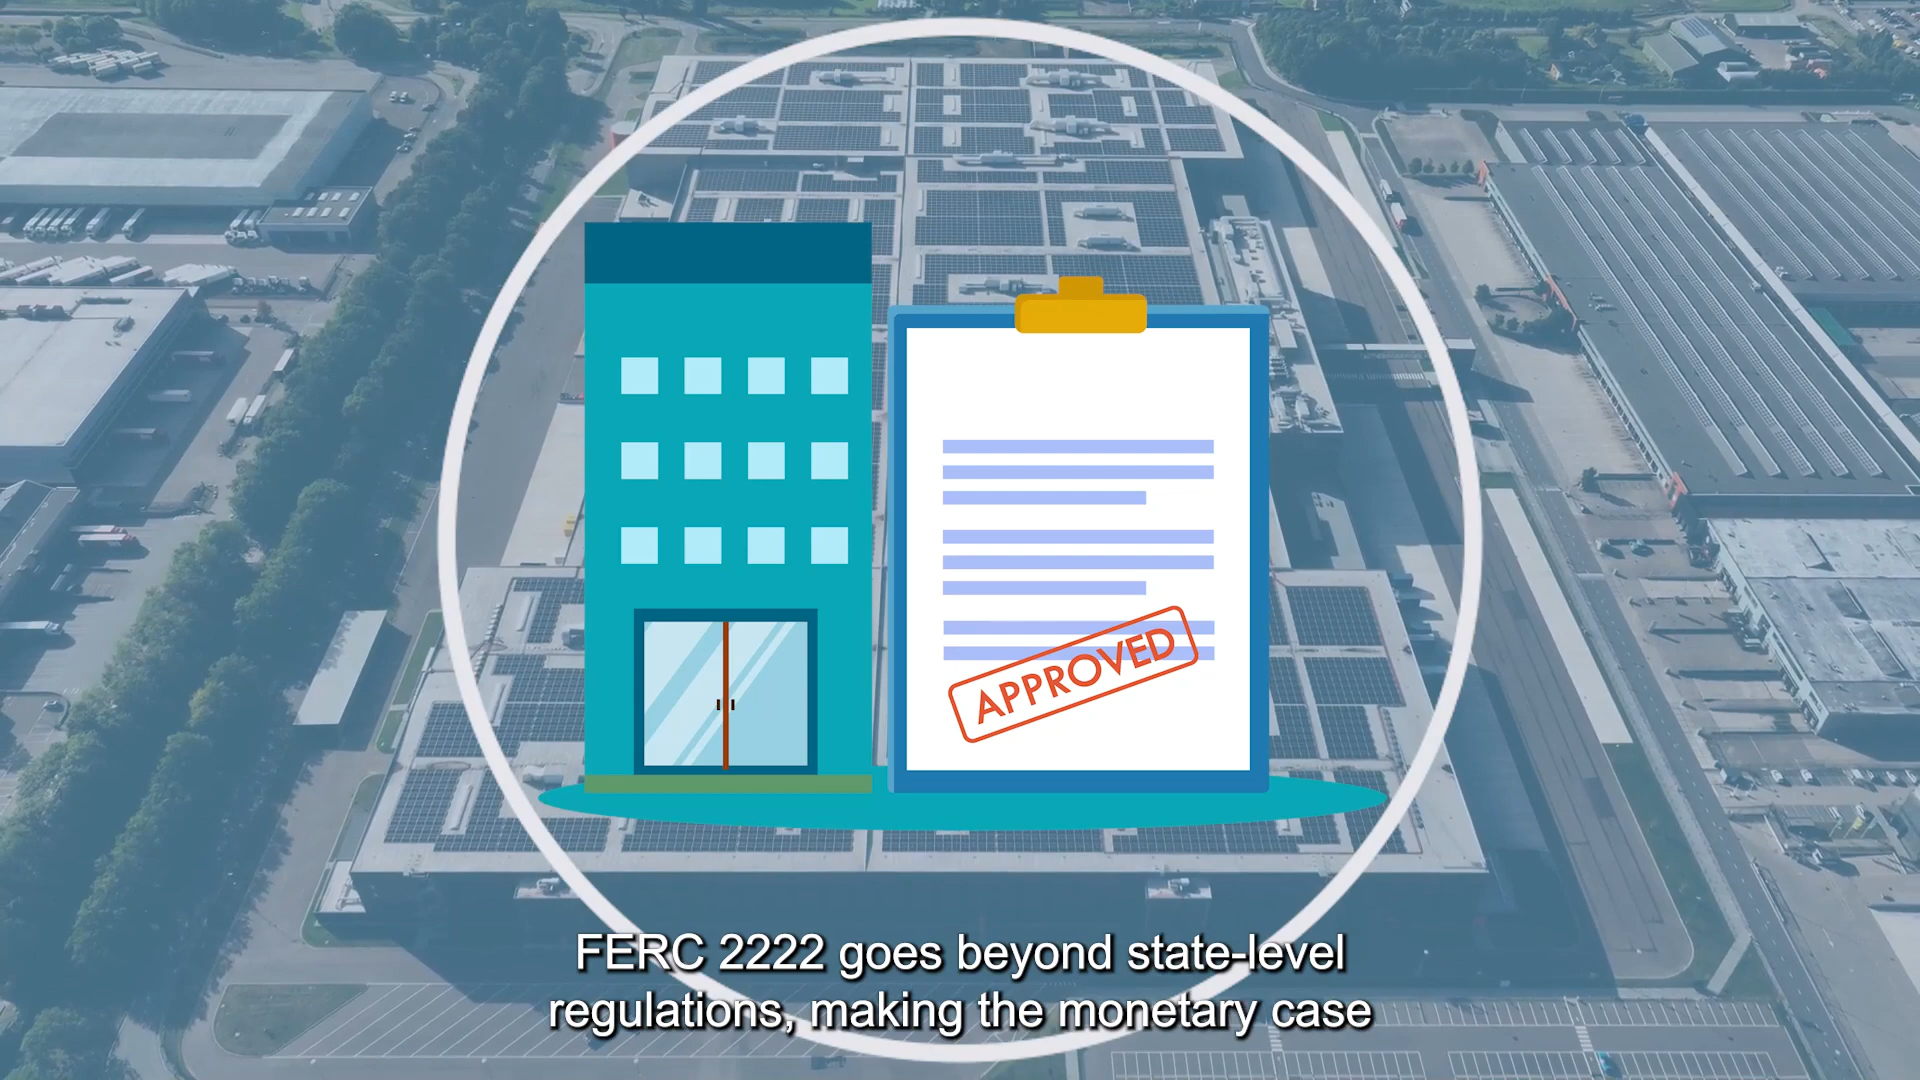 APPROVED
FERC 2222 goes beyond state-level
regulations, making the monetary case